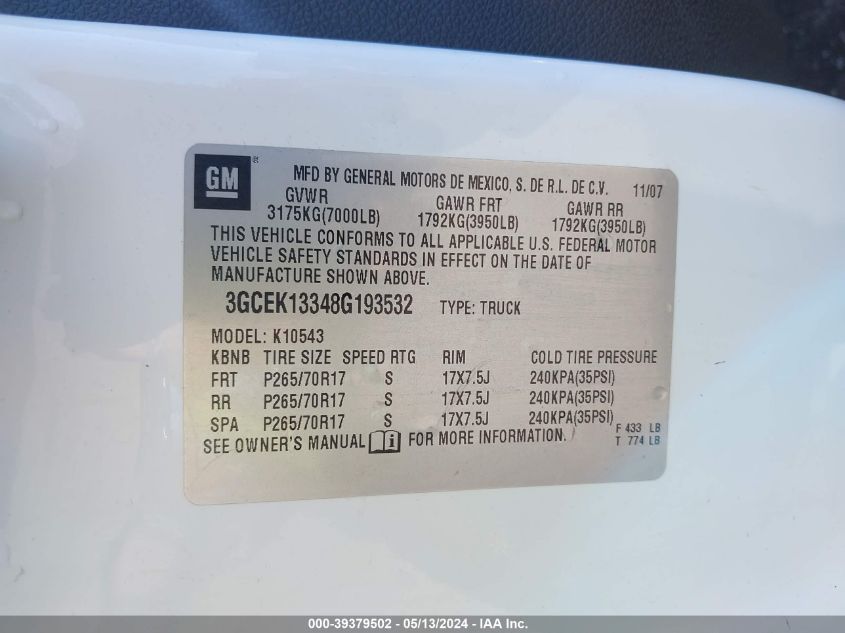 GM ® MFD BY GENERAL MOTORS DE MEXICO, S. DE R.L. DE C.V. 11/07
GVWR GAWR FRT GAWR RR
3175KG(7000LB) 1792KG(3950LB) 1792KG(3950LB)
THIS VEHICLE CONFORMS TO ALL APPLICABLE U.S. FEDERAL MOTOR
VEHICLE SAFETY STANDARDS IN EFFECT ON THE DATE OF
MANUFACTURE SHOWN ABOVE.
3GCEK13348G193532 TYPE: TRUCK
MODEL: K10543
KBNB TIRE SIZE SPEED RTG RIM COLD TIRE PRESSURE
FRT P265/70R17 S 17X7.5J 240KPA(35PSI)
RR P265/70R17 S 17X7.5J 240KPA(35PSI)
SPA P265/70R17 S 17X7.5J 240KPA(35PSI)
F 433 LB
T 774 LB
SEE OWNER'S MANUAL i FOR MORE INFORMATION.
000-39379502 - 05/13/2024 - IAA Inc.